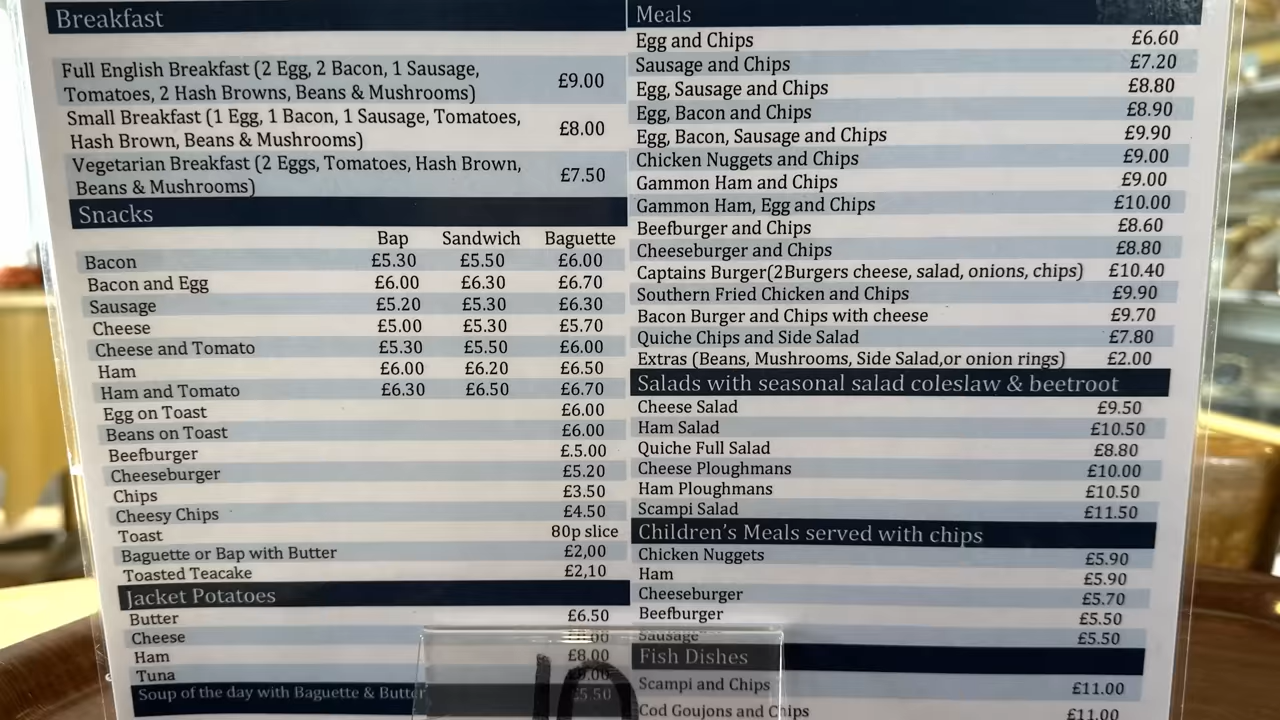 Breakfast
Full English Breakfast (2 Egg, 2 Bacon, 1 Sausage,
Tomatoes, 2 Hash Browns, Beans & Mushrooms) £9.00
Small Breakfast (1 Egg, 1 Bacon, 1 Sausage, Tomatoes,
Hash Brown, Beans & Mushrooms) £8.00
Vegetarian Breakfast (2 Eggs, Tomatoes, Hash Brown,
Beans & Mushrooms) £7.50
Snacks
Bap Sandwich Baguette
Bacon £5.30 £5.50 £6.00
Bacon and Egg £6.00 £6.30 £6.70
Sausage £5.20 £5.30 £6.30
Cheese £5.00 £5.30 £5.70
Cheese and Tomato £5.30 £5.50 £6.00
Ham £6.00 £6.20 £6.50
Ham and Tomato £6.30 £6.50 £6.70
Egg on Toast £6.00
Beans on Toast £6.00
Beefburger £.5.00
Cheeseburger £5.20
Chips £3.50
Cheesy Chips £4.50
Toast 80p slice
Baguette or Bap with Butter £2,00
Toasted Teacake £2,10
Jacket Potatoes
Butter £6.50
Cheese
Ham £8.00
Tuna
Soup of the day with Baguette & Butter £5.50
10
Meals
Egg and Chips £6.60
Sausage and Chips £7.20
Egg, Sausage and Chips £8.80
Egg, Bacon and Chips £8.90
Egg, Bacon, Sausage and Chips £9.90
Chicken Nuggets and Chips £9.00
Gammon Ham and Chips £9.00
Gammon Ham, Egg and Chips £10.00
Beefburger and Chips £8.60
Cheeseburger and Chips £8.80
Captains Burger(2Burgers cheese, salad, onions, chips) £10.40
Southern Fried Chicken and Chips £9.90
Bacon Burger and Chips with cheese £9.70
Quiche Chips and Side Salad £7.80
Extras (Beans, Mushrooms, Side Salad,or onion rings) £2.00
Salads with seasonal salad coleslaw & beetroot
Cheese Salad £9.50
Ham Salad £10.50
Quiche Full Salad £8.80
Cheese Ploughmans £10.00
Ham Ploughmans £10.50
Scampi Salad £11.50
Children's Meals served with chips
Chicken Nuggets £5.90
Ham £5.90
Cheeseburger £5.70
Beefburger £5.50
Sausage £5.50
Fish Dishes
Scampi and Chips £11.00
Cod Goujons and Chips £11.00